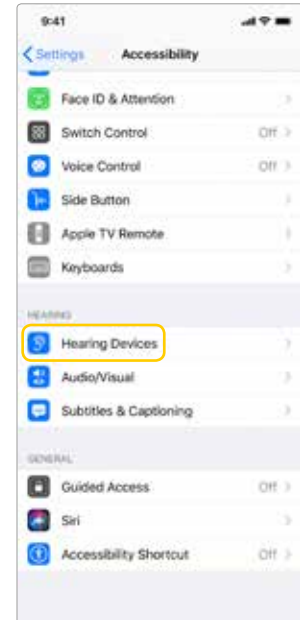 9:41
Settings Accessibility
Face ID & Attention
Switch Control Off
Voice Control Off
Side Button
Apple TV Remote
Keyboards
HEARING
Hearing Devices
Audio/Visual
Subtitles & Captioning
GENERAL
Guided Access Off
Siri
Accessibility Shortcut Off